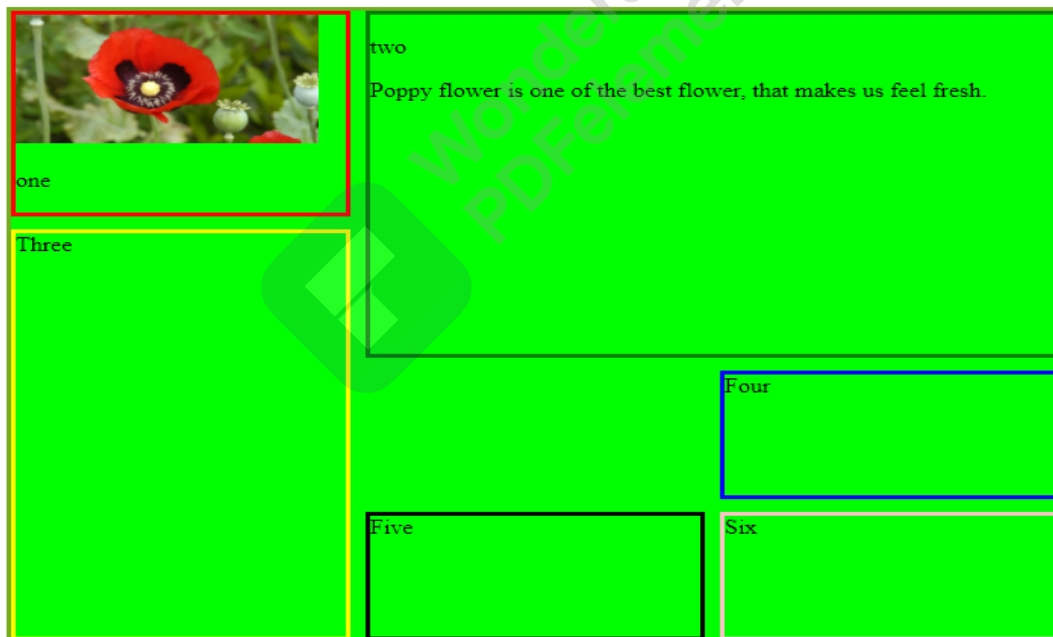 two
Poppy flower is one of the best flower, that makes us feel fresh.
one
Three
Four
Five
Six